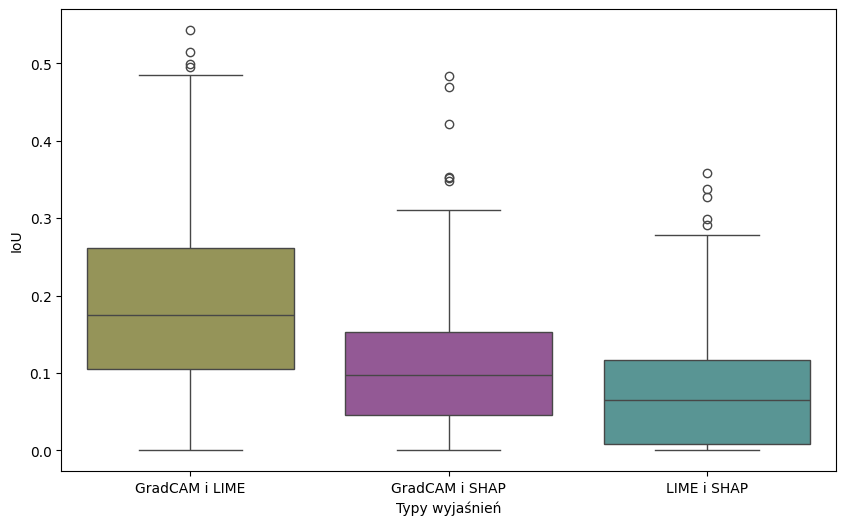 0.5
0.4
0.3
0.2
0.1
0.0
IoU
GradCAM i LIME
GradCAM i SHAP
LIME i SHAP
Typy wyjaśnień